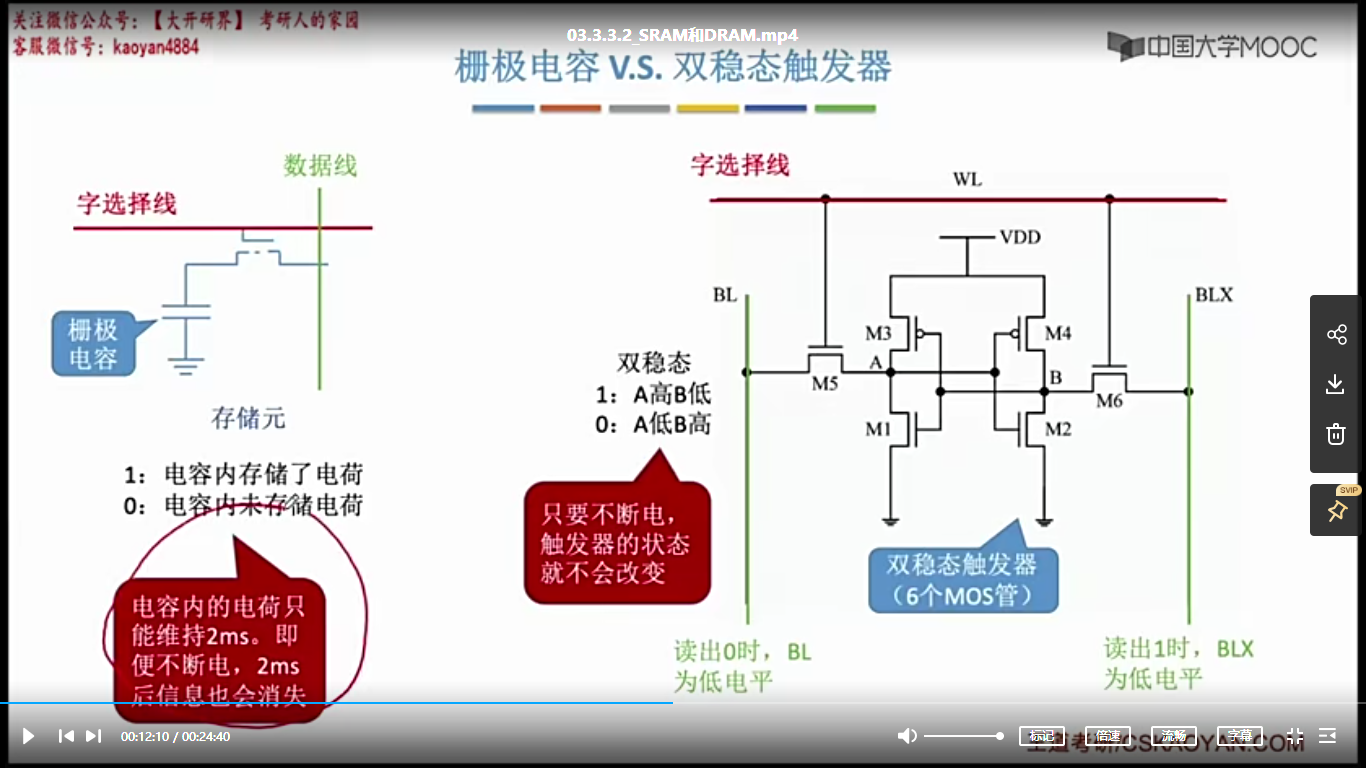 关注微信公众号：【大开研界】 考研人的家园
客服微信号：kaoyan4884
03.3.3.2_SRAM和DRAM.mp4
中国大学MOOC
栅极电容 V.S. 双稳态触发器
数据线
字选择线
栅极
电容
存储元
1：电容内存储了电荷
0：电容内未存储电荷
电容内的电荷只
能维持2ms。即
便不断电，2ms
后信息也会消失
字选择线
WL
VDD
BL
BLX
M3
M4
A
B
M5
M6
M1
M2
双稳态
1：A高B低
0：A低B高
只要不断电，
触发器的状态
就不会改变
双稳态触发器
（6个MOS管）
读出0时，BL
为低电平
读出1时，BLX
为低电平
SVIP
00:12:10 / 00:24:40
标记
倍速
流畅
字幕
王道考研/CSKAOYAN.COM